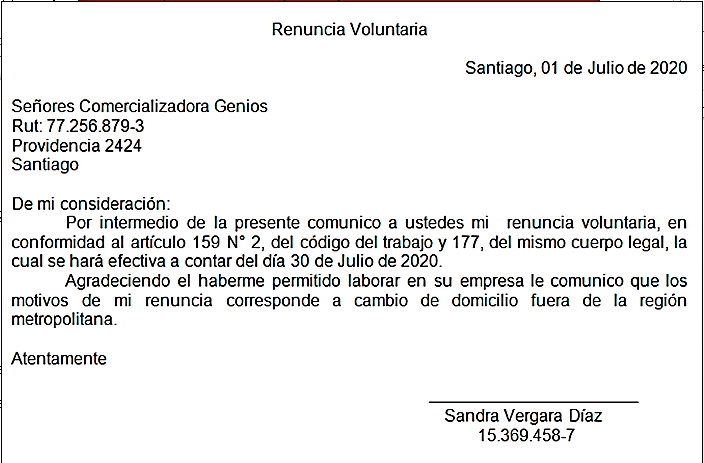 Renuncia Voluntaria
Santiago, 01 de Julio de 2020
Señores Comercializadora Genios
Rut: 77.256.879-3
Providencia 2424
Santiago
De mi consideración:
Por intermedio de la presente comunico a ustedes mi renuncia voluntaria, en
conformidad al artículo 159 N° 2, del código del trabajo y 177, del mismo cuerpo legal, la
cual se hará efectiva a contar del día 30 de Julio de 2020.
Agradeciendo el haberme permitido laborar en su empresa le comunico que los
motivos de mi renuncia corresponde a cambio de domicilio fuera de la región
metropolitana.
Atentamente
Sandra Vergara Díaz
15.369.458-7